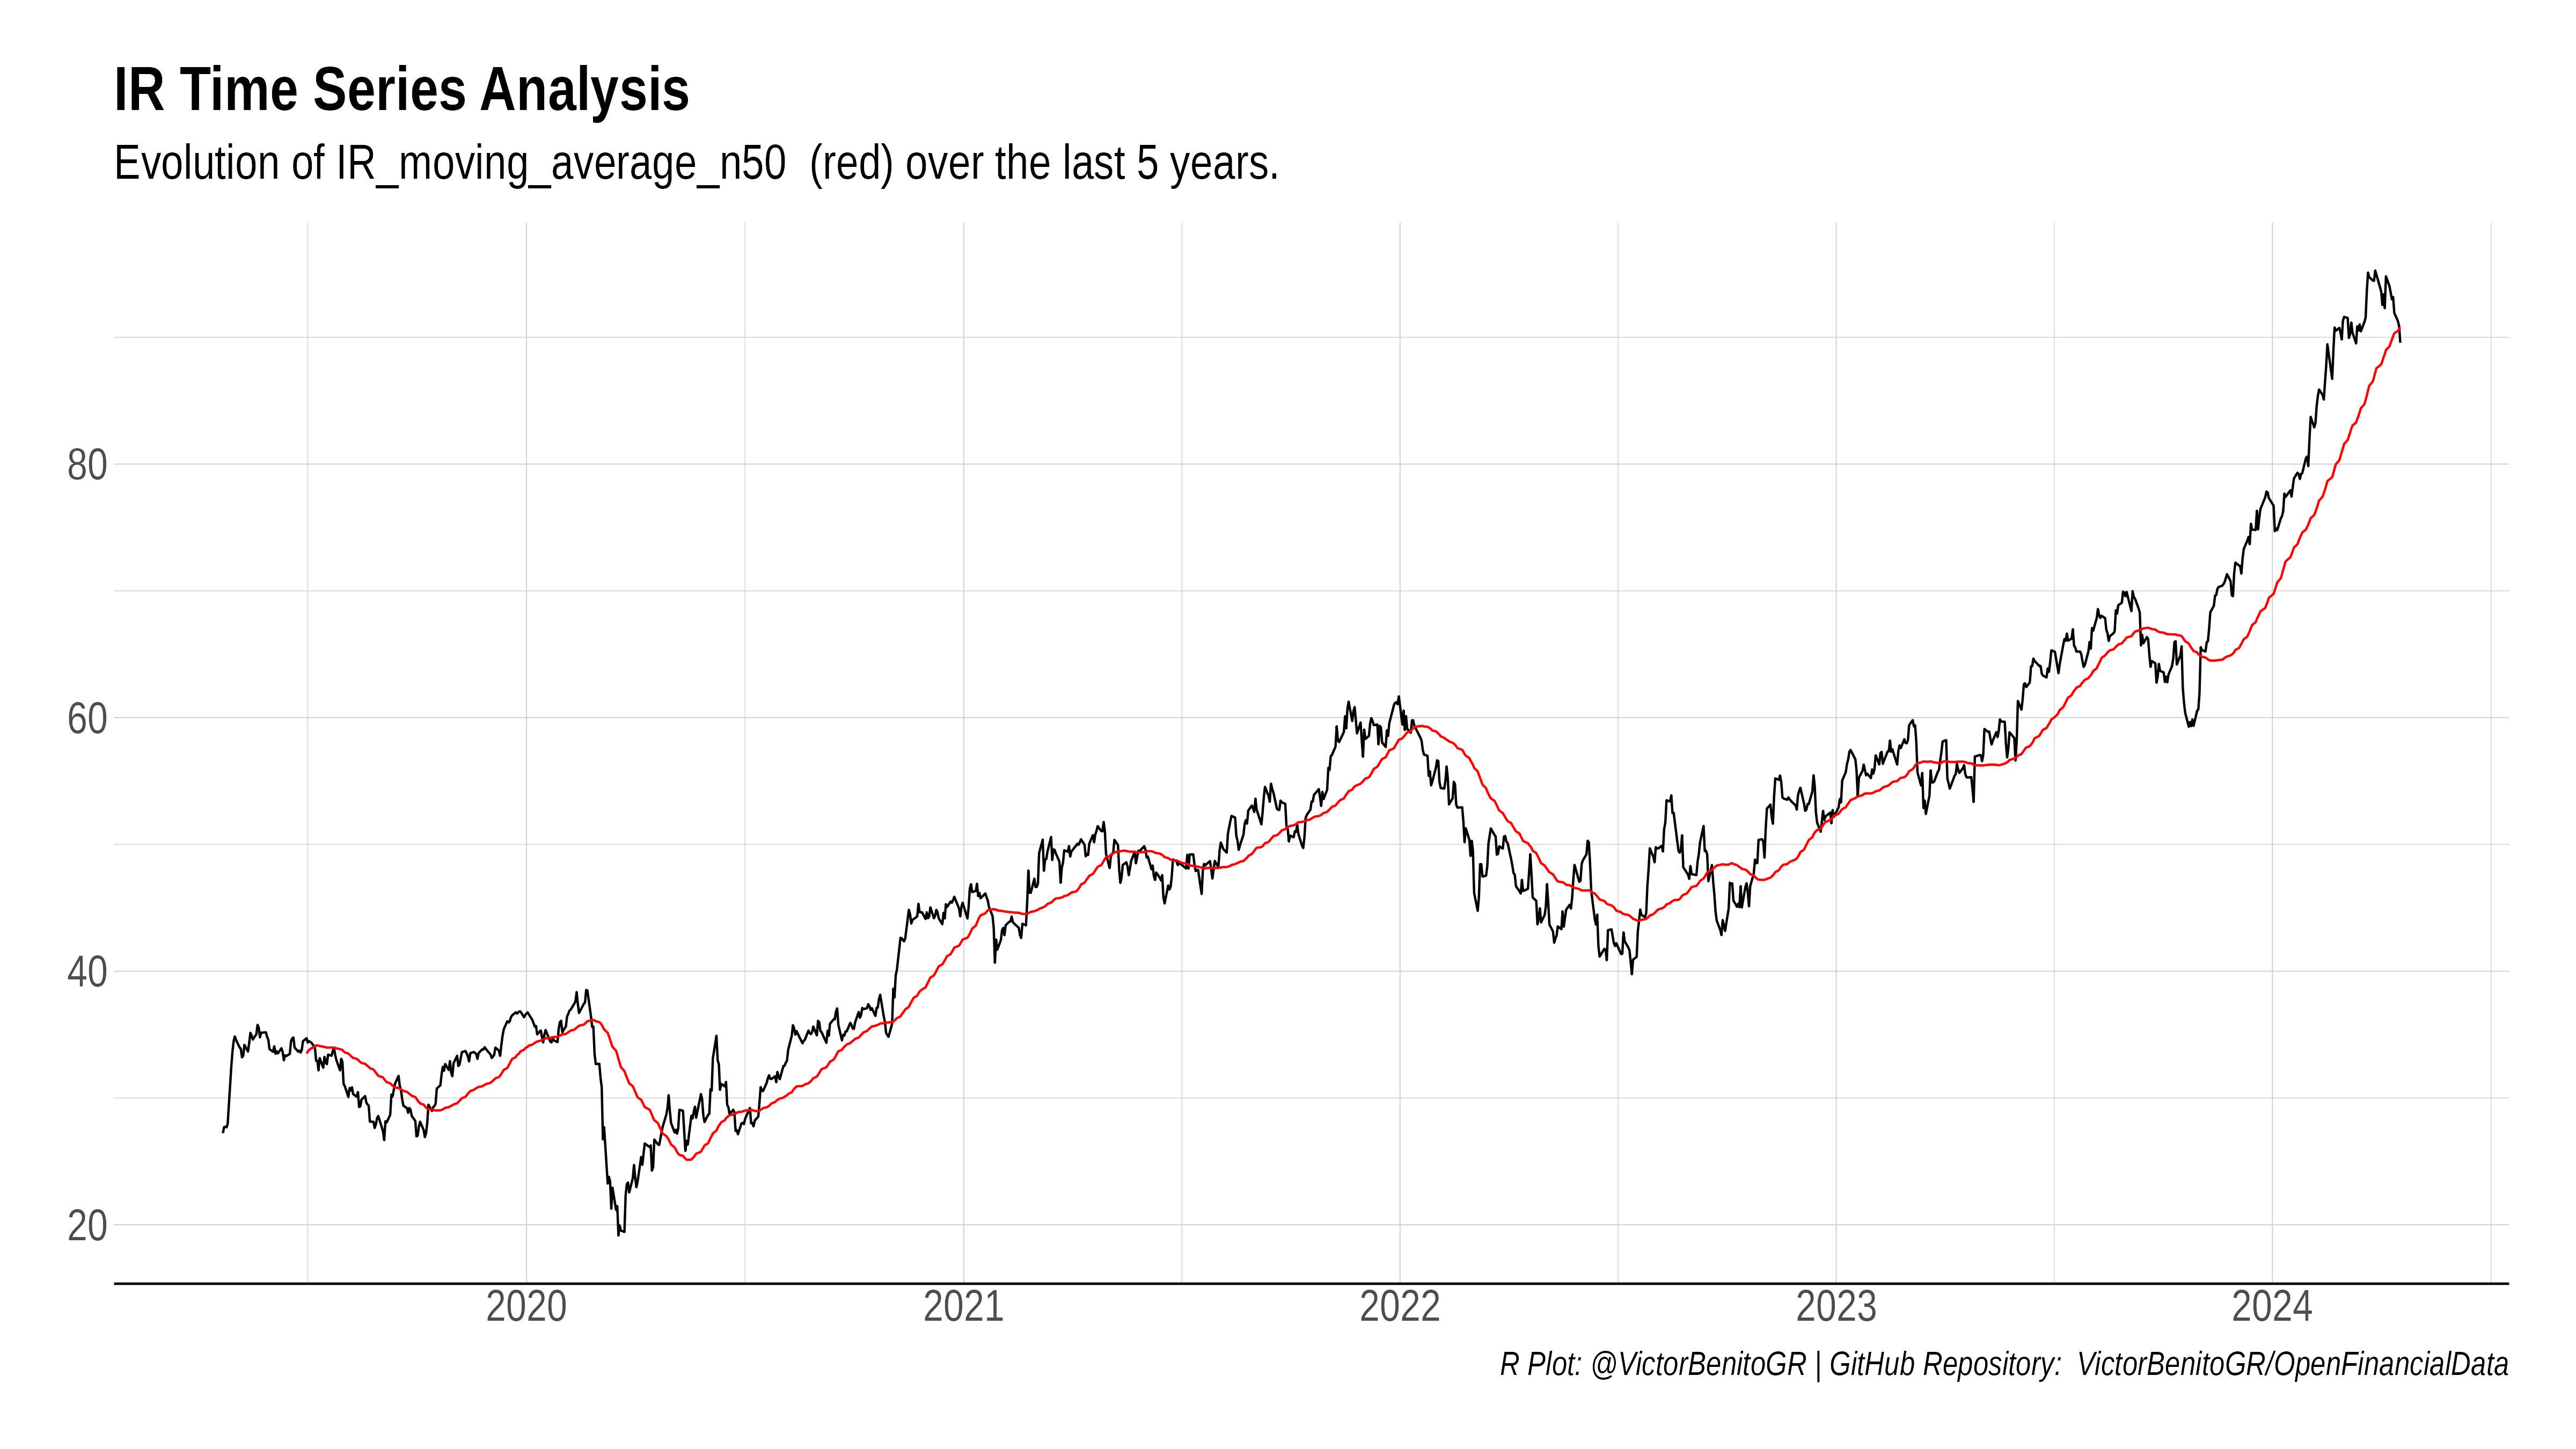 IR Time Series Analysis
Evolution of IR_moving_average_n50  (red) over the last 5 years.
80
60
40
20
2020 2021 2022 2023 2024
R Plot: @VictorBenitoGR | GitHub Repository:  VictorBenitoGR/OpenFinancialData